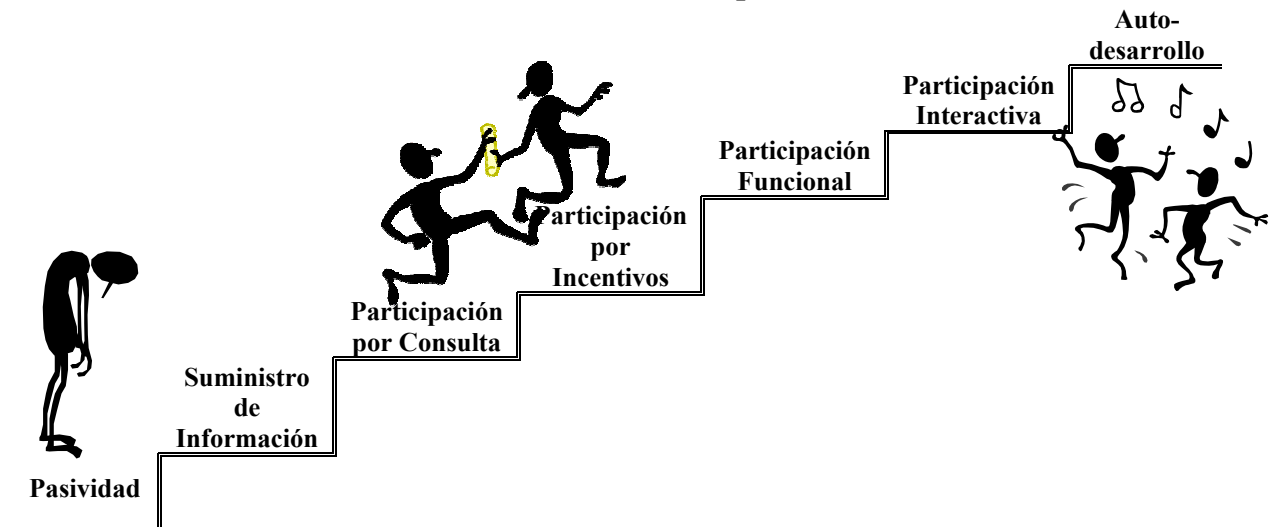 Pasividad
Suministro
de
Información
Participación
por Consulta
Participación
por
Incentivos
Participación
Funcional
Participación
Interactiva
Auto-
desarrollo